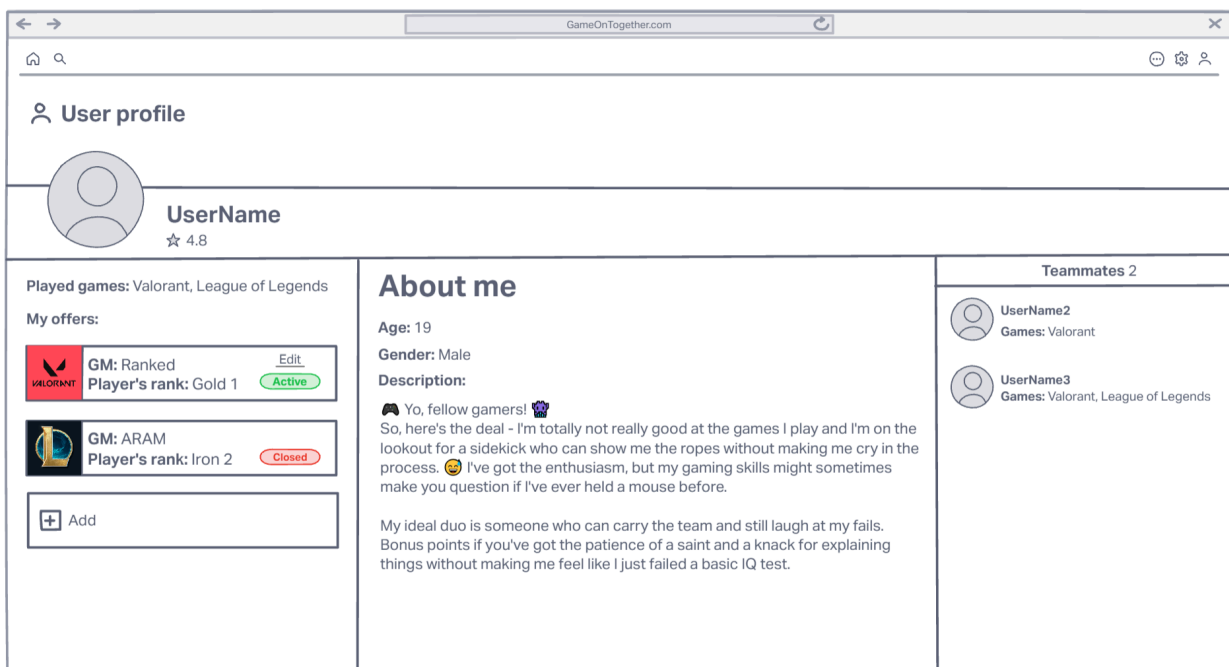 GameOnTogether.com
User profile
UserName
4.8
Played games: Valorant, League of Legends
My offers:
VALORANT
GM: Ranked
Edit
Player's rank: Gold 1
Active
L
GM: ARAM
Player's rank: Iron 2
Closed
Add
About me
Age: 19
Gender: Male
Description:
🎮 Yo, fellow gamers! 👾
So, here's the deal - I'm totally not really good at the games I play and I'm on the
lookout for a sidekick who can show me the ropes without making me cry in the
process. 😅 I've got the enthusiasm, but my gaming skills might sometimes
make you question if I've ever held a mouse before.
My ideal duo is someone who can carry the team and still laugh at my fails.
Bonus points if you've got the patience of a saint and a knack for explaining
things without making me feel like I just failed a basic IQ test.
Teammates 2
UserName2
Games: Valorant
UserName3
Games: Valorant, League of Legends